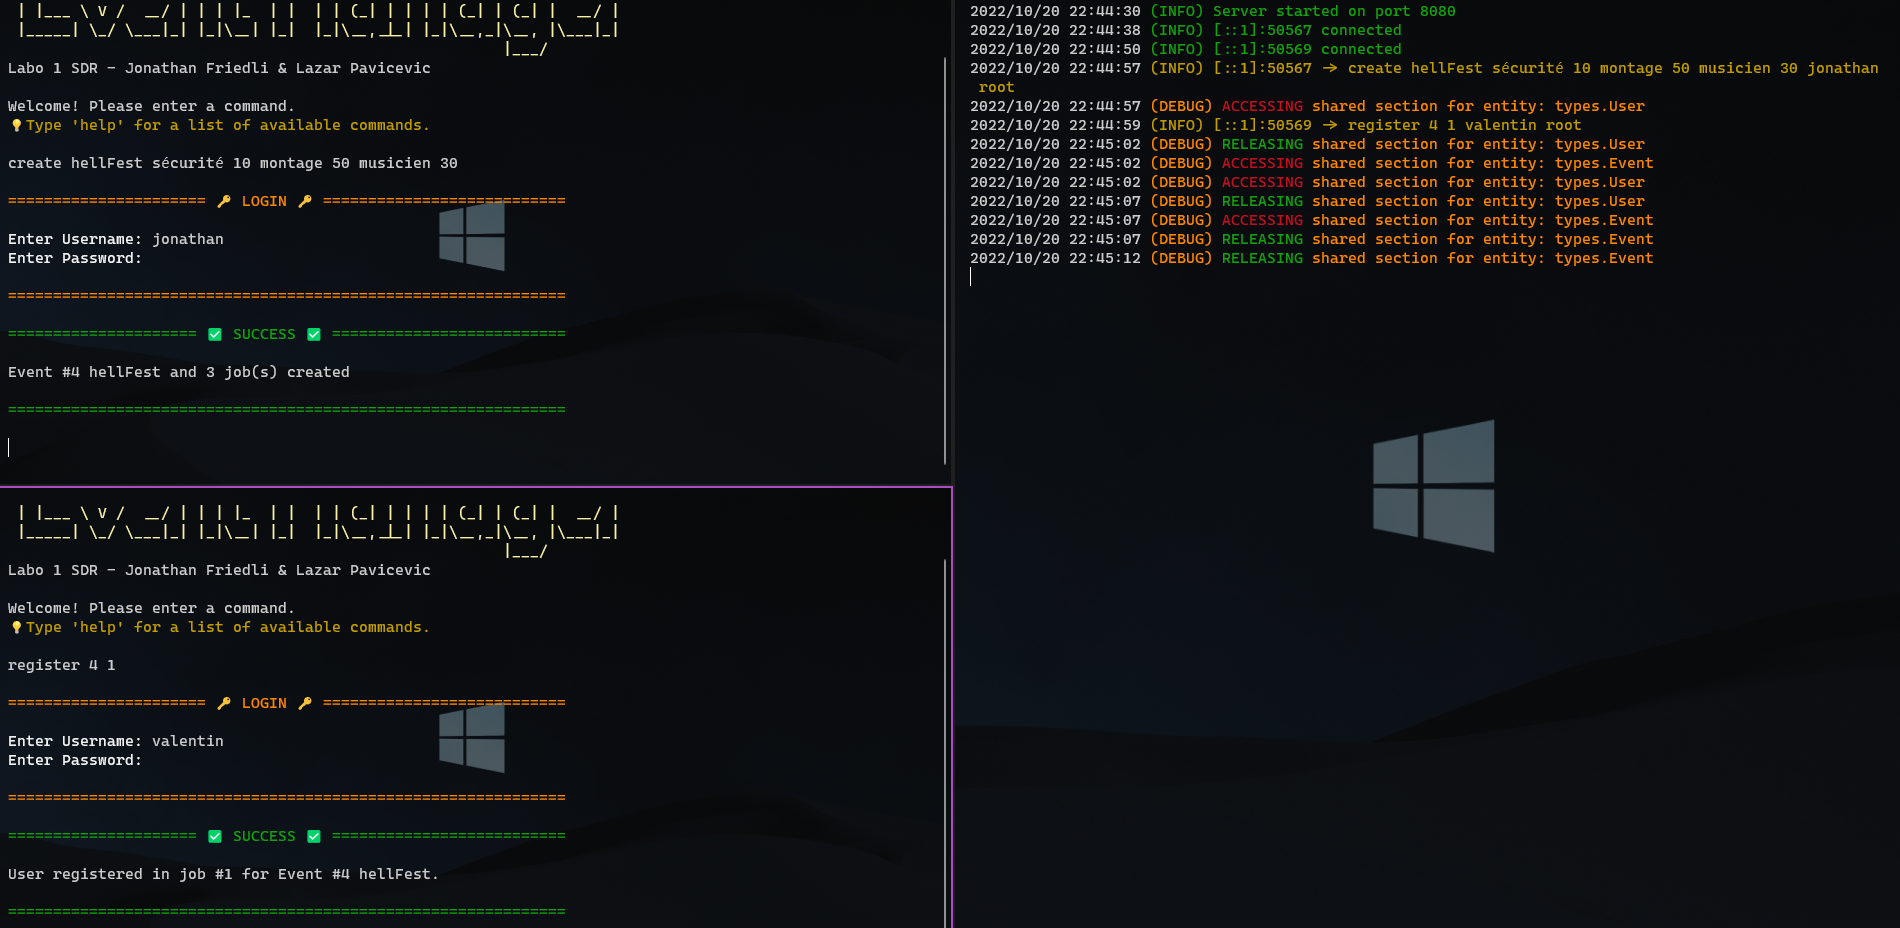 | |___ \ V /  __/ | | | |_  | |  | | (_| | | | | (_| | (_| |  __/ |
|_____| \_/ \___|_| |_|\__| |_|  |_|\__,_|_| |_|\__,_|\__, |\___|_|
|___/
Labo 1 SDR - Jonathan Friedli & Lazar Pavicevic
Welcome! Please enter a command.
💡Type 'help' for a list of available commands.
create hellFest sécurité 10 montage 50 musicien 30
====================== 🔑 LOGIN 🔑 ===========================
Enter Username: jonathan
Enter Password:
==============================================================
===================== ✅ SUCCESS ✅ ==========================
Event #4 hellFest and 3 job(s) created
==============================================================
| |___ \ V /  __/ | | | |_  | |  | | (_| | | | | (_| | (_| |  __/ |
|_____| \_/ \___|_| |_|\__| |_|  |_|\__,_|_| |_|\__,_|\__, |\___|_|
|___/
Labo 1 SDR - Jonathan Friedli & Lazar Pavicevic
Welcome! Please enter a command.
💡Type 'help' for a list of available commands.
register 4 1
====================== 🔑 LOGIN 🔑 ===========================
Enter Username: valentin
Enter Password:
==============================================================
===================== ✅ SUCCESS ✅ ==========================
User registered in job #1 for Event #4 hellFest.
==============================================================
2022/10/20 22:44:30 (INFO) Server started on port 8080
2022/10/20 22:44:38 (INFO) [::1]:50567 connected
2022/10/20 22:44:50 (INFO) [::1]:50569 connected
2022/10/20 22:44:57 (INFO) [::1]:50567 -> create hellFest sécurité 10 montage 50 musicien 30 jonathan
root
2022/10/20 22:44:57 (DEBUG) ACCESSING shared section for entity: types.User
2022/10/20 22:44:59 (INFO) [::1]:50569 -> register 4 1 valentin root
2022/10/20 22:45:02 (DEBUG) RELEASING shared section for entity: types.User
2022/10/20 22:45:02 (DEBUG) ACCESSING shared section for entity: types.Event
2022/10/20 22:45:02 (DEBUG) ACCESSING shared section for entity: types.User
2022/10/20 22:45:07 (DEBUG) RELEASING shared section for entity: types.User
2022/10/20 22:45:07 (DEBUG) ACCESSING shared section for entity: types.Event
2022/10/20 22:45:07 (DEBUG) RELEASING shared section for entity: types.Event
2022/10/20 22:45:12 (DEBUG) RELEASING shared section for entity: types.Event